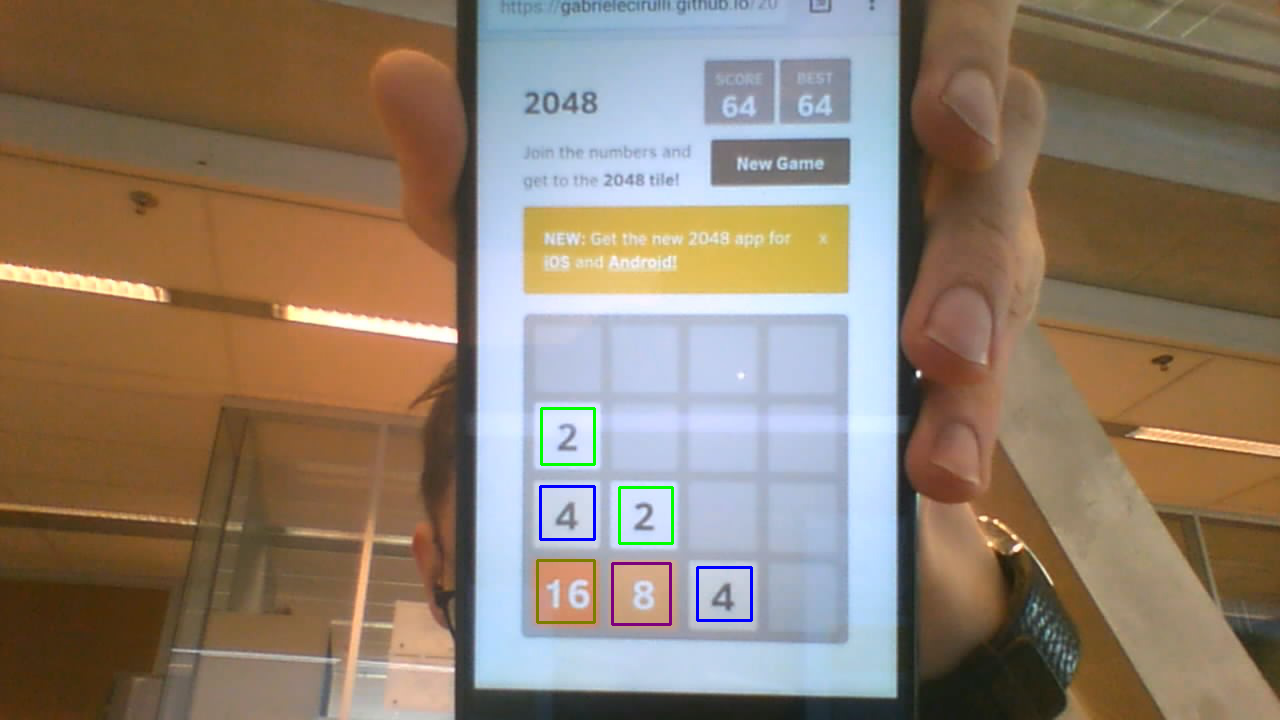 https://gabrielecirulli.github.io/20
SCORE BEST
2048 64 64
Join the numbers and
get to the 2048 tile!
New Game
NEW: Get the new 2048 app for x
iOS and Android!
2
4 2
16 8 4